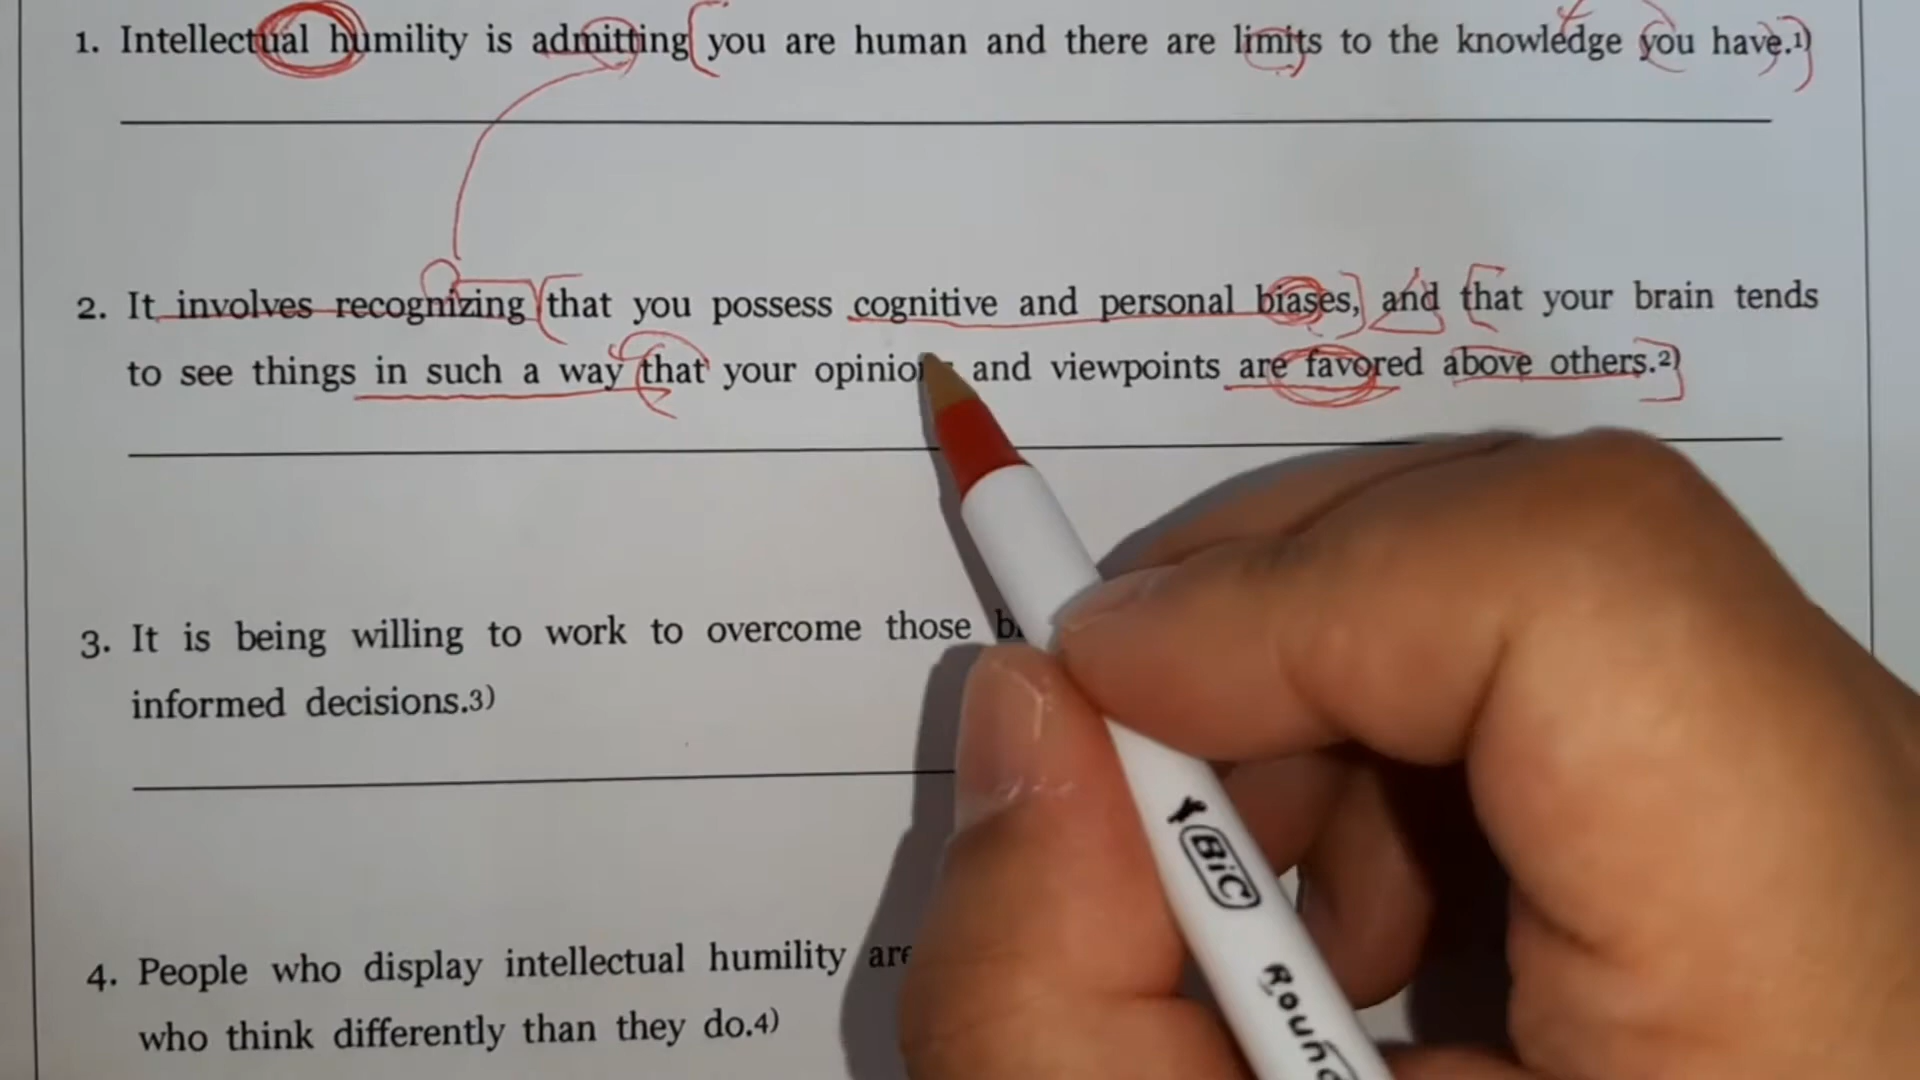 1. Intellectual humility is admitting you are human and there are limits to the knowledge you have.1)
2. It involves recognizing that you possess cognitive and personal biases, and that your brain tends
to see things in such a way that your opinions and viewpoints are favored above others.2)
3. It is being willing to work to overcome those
informed decisions.3)
4. People who display intellectual humility are
who think differently than they do.4)
BiC
Round